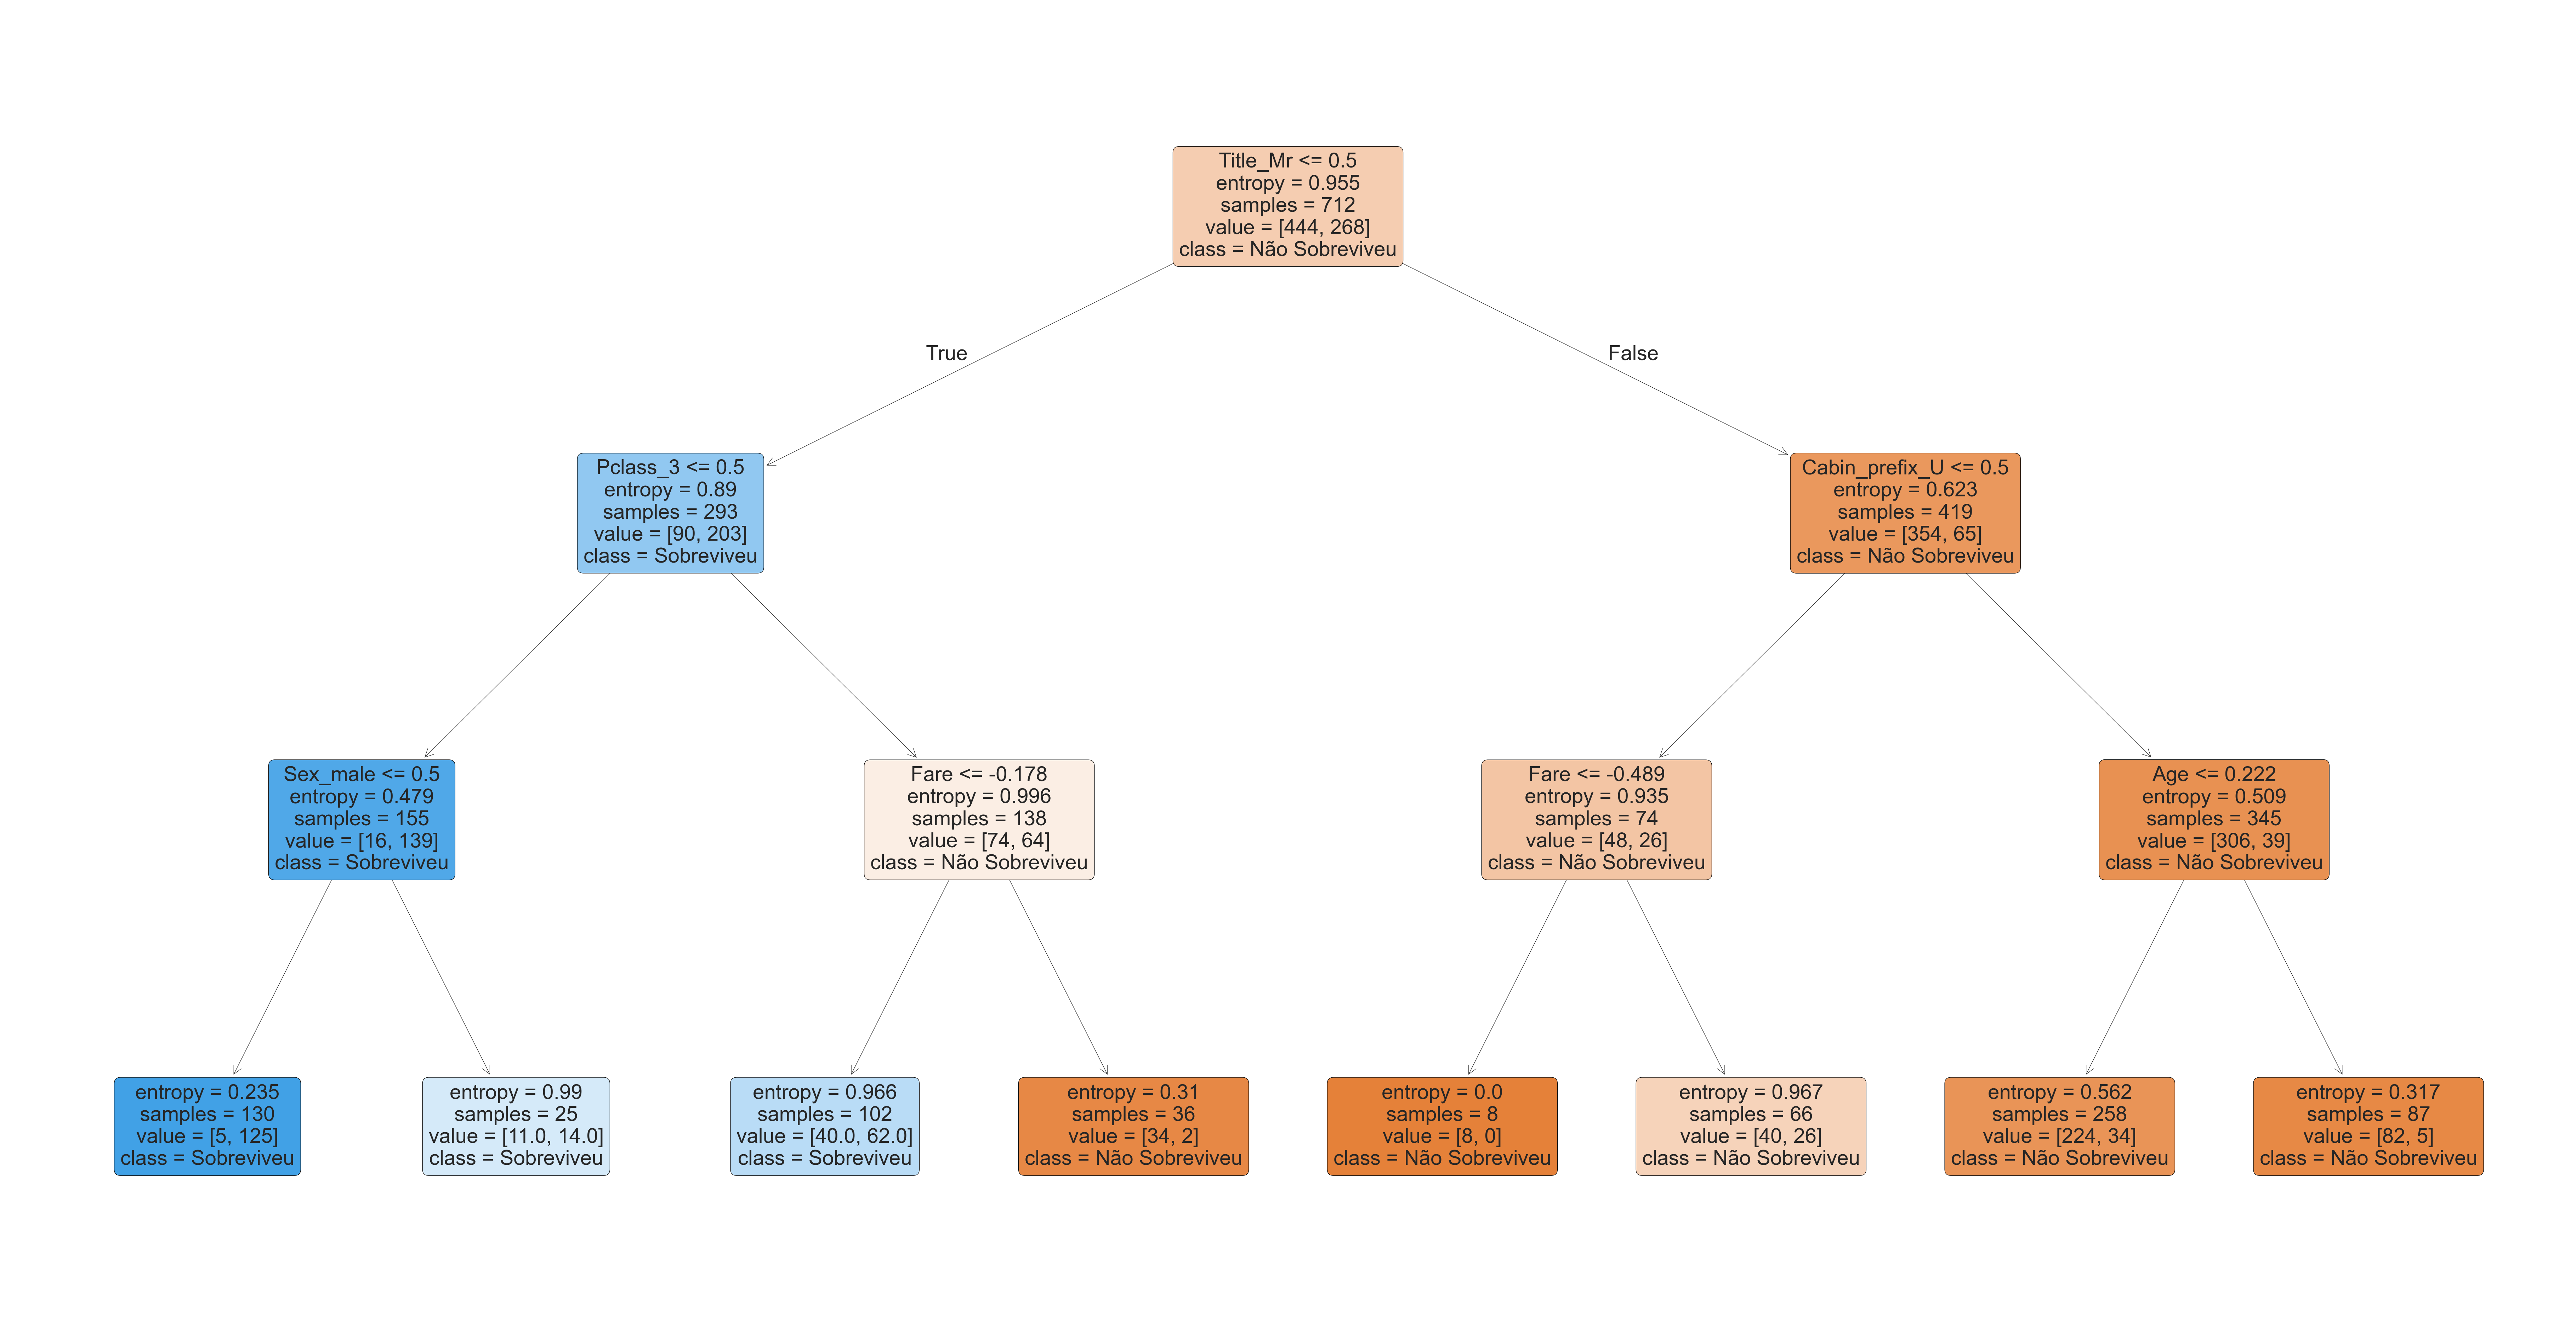 Title_Mr <= 0.5
entropy = 0.955
samples = 712
value = [444, 268]
class = Não Sobreviveu
True
False
Pclass_3 <= 0.5
entropy = 0.89
samples = 293
value = [90, 203]
class = Sobreviveu
Cabin_prefix_U <= 0.5
entropy = 0.623
samples = 419
value = [354, 65]
class = Não Sobreviveu
Sex_male <= 0.5
entropy = 0.479
samples = 155
value = [16, 139]
class = Sobreviveu
Fare <= -0.178
entropy = 0.996
samples = 138
value = [74, 64]
class = Não Sobreviveu
Fare <= -0.489
entropy = 0.935
samples = 74
value = [48, 26]
class = Não Sobreviveu
Age <= 0.222
entropy = 0.509
samples = 345
value = [306, 39]
class = Não Sobreviveu
entropy = 0.235
samples = 130
value = [5, 125]
class = Sobreviveu
entropy = 0.99
samples = 25
value = [11.0, 14.0]
class = Sobreviveu
entropy = 0.966
samples = 102
value = [40.0, 62.0]
class = Sobreviveu
entropy = 0.31
samples = 36
value = [34, 2]
class = Não Sobreviveu
entropy = 0.0
samples = 8
value = [8, 0]
class = Não Sobreviveu
entropy = 0.967
samples = 66
value = [40, 26]
class = Não Sobreviveu
entropy = 0.562
samples = 258
value = [224, 34]
class = Não Sobreviveu
entropy = 0.317
samples = 87
value = [82, 5]
class = Não Sobreviveu